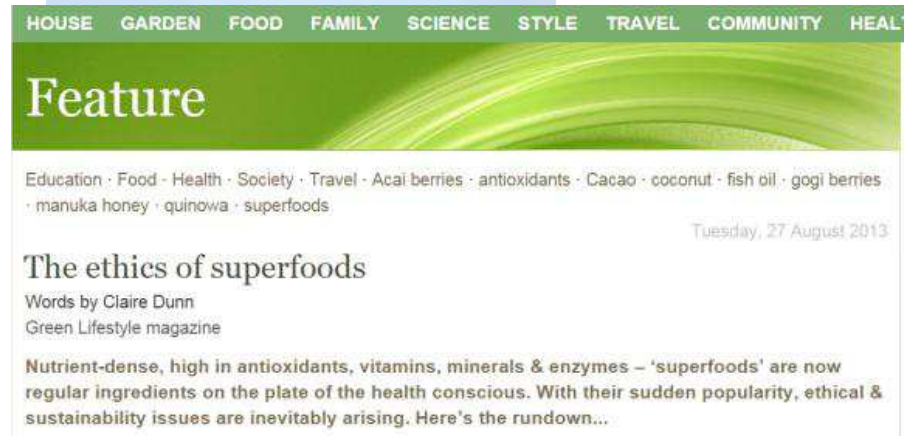 HOUSE GARDEN FOOD FAMILY SCIENCE STYLE TRAVEL COMMUNITY HEAL
Feature
Education · Food · Health · Society · Travel · Acai berries · antioxidants · Cacao · coconut · fish oil · gogi berries
· manuka honey · quinowa · superfoods
Tuesday, 27 August 2013
The ethics of superfoods
Words by Claire Dunn
Green Lifestyle magazine
Nutrient-dense, high in antioxidants, vitamins, minerals & enzymes – ‘superfoods’ are now
regular ingredients on the plate of the health conscious. With their sudden popularity, ethical &
sustainability issues are inevitably arising. Here's the rundown...